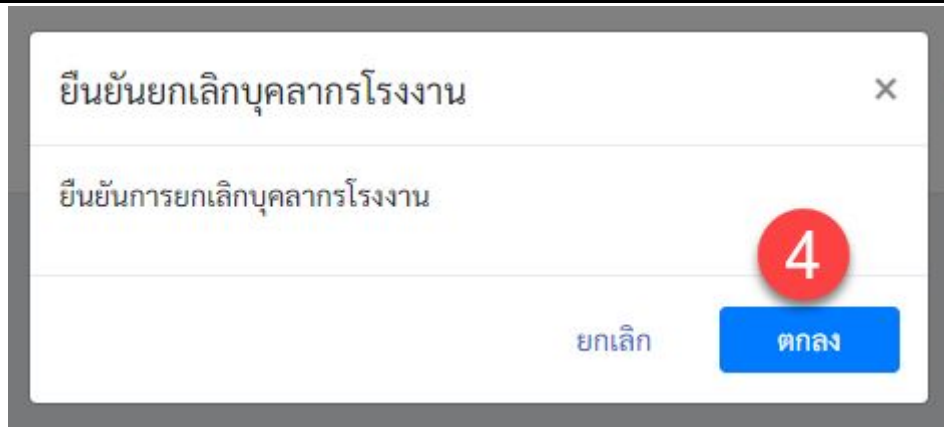 ยืนยันยกเลิกบุคลากรโรงงาน ×
ยืนยันการยกเลิกบุคลากรโรงงาน
4
ยกเลิก ตกลง